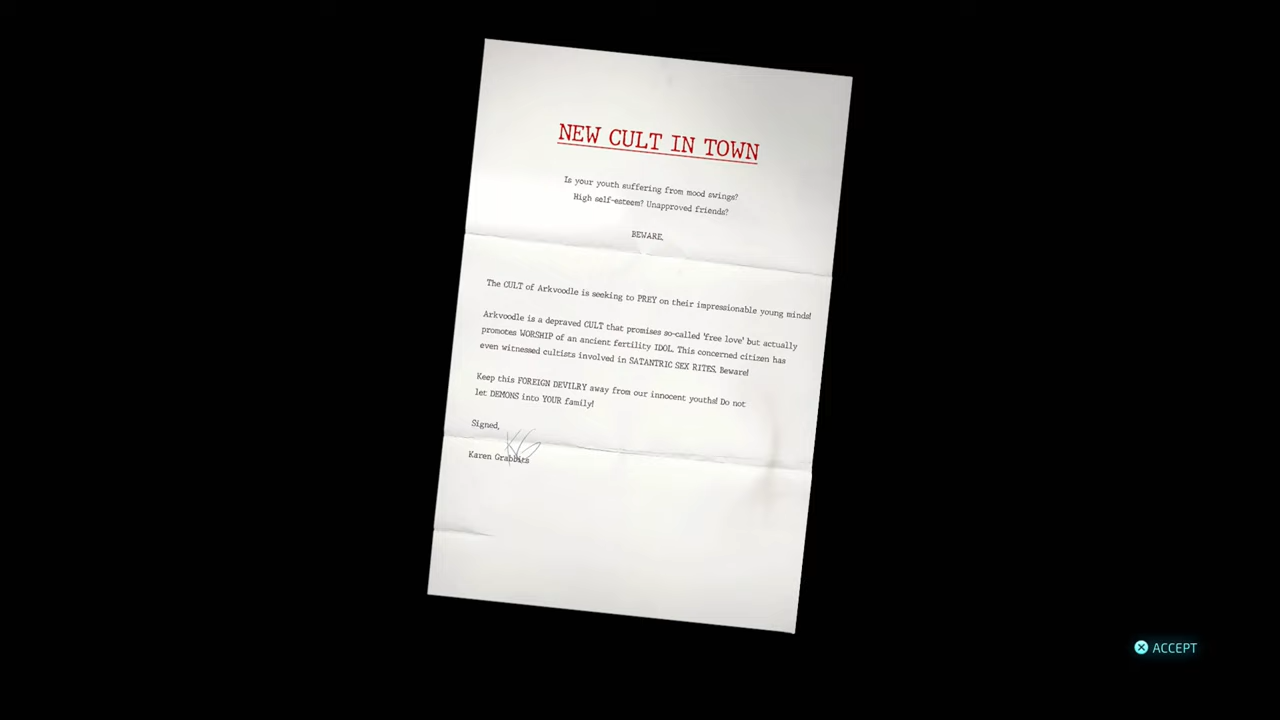 NEW CULT IN TOWN
Is your youth suffering from mood swings?
High self-esteem? Unapproved friends?
BEWARE,
The CULT of Arkvoodle is seeking to PREY on their impressionable young minds!
Arkvoodle is a depraved CULT that promises so-called 'free love' but actually
promotes WORSHIP of an ancient fertility IDOL. This concerned citizen has
even witnessed cultists involved in SATANTRIC SEX RITES. Beware!
Keep this FOREIGN DEVILRY away from our innocent youths! Do not
let DEMONS into YOUR family!
Signed,
KG
Karen Grabbits
ACCEPT